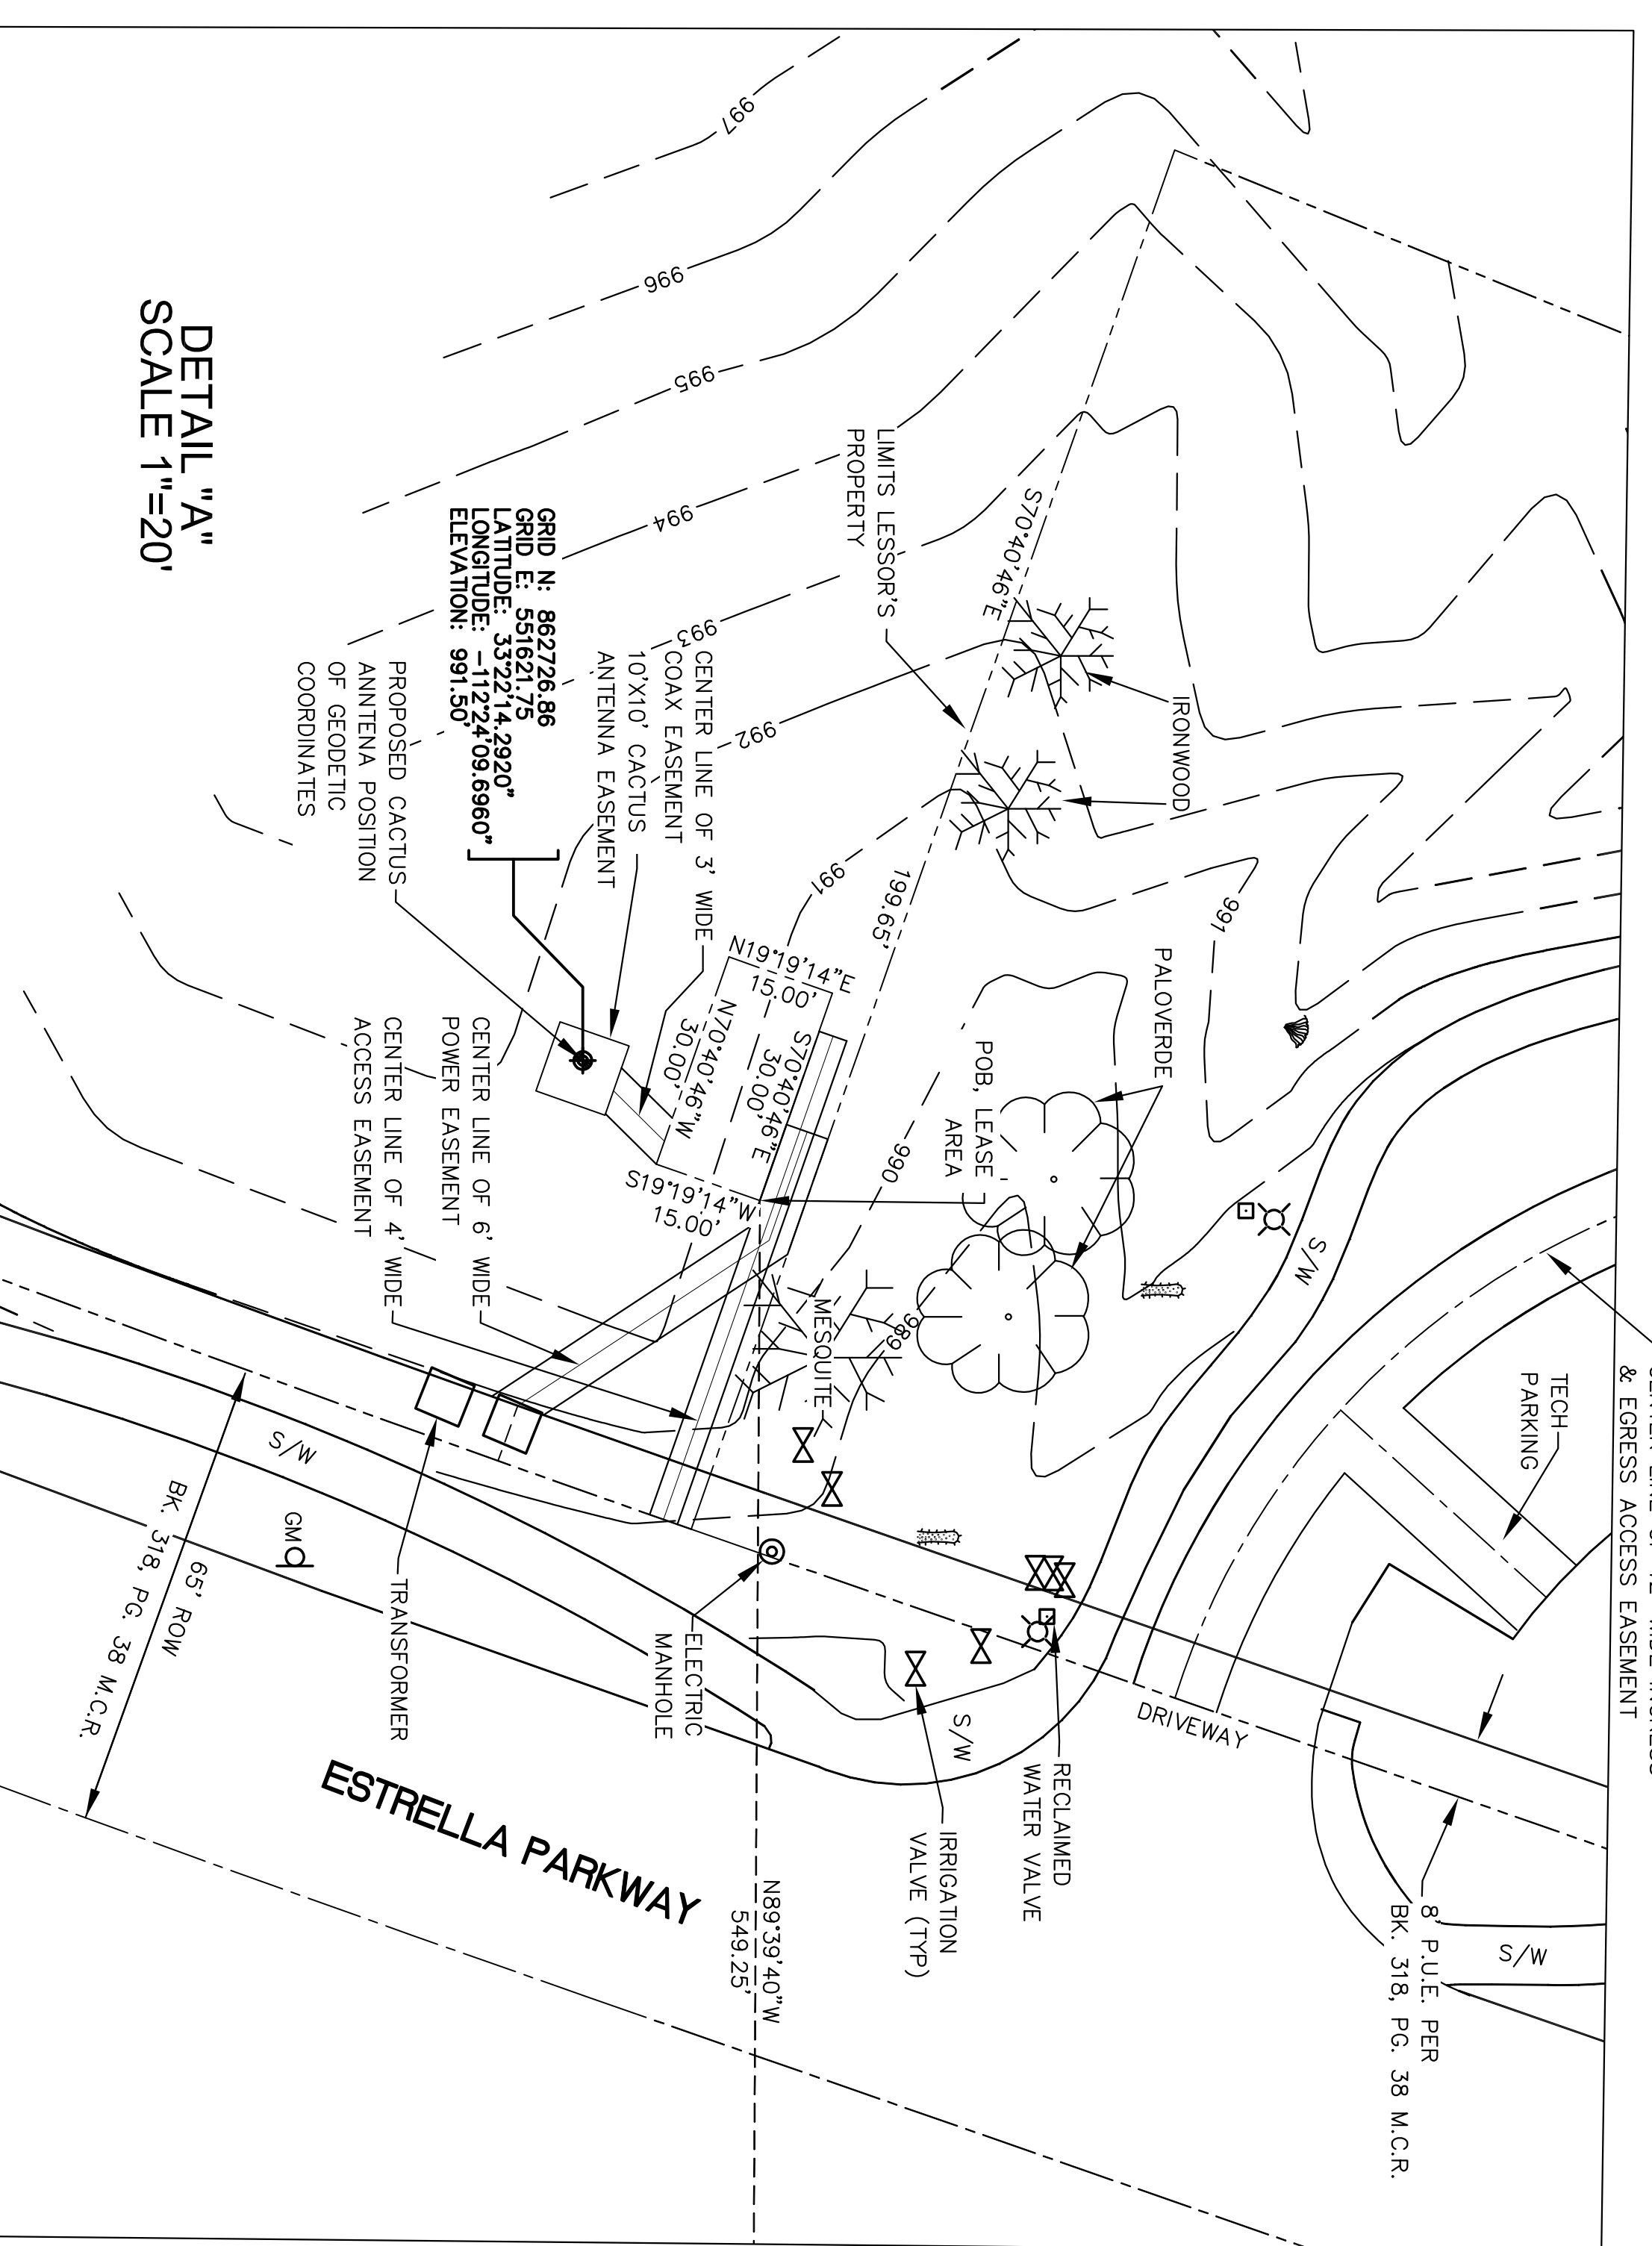 CENTER LINE OF 12' WIDE INGRESS
& EGRESS ACCESS EASEMENT
TECH
PARKING
8' P.U.E. PER
BK. 318, PG. 38 M.C.R.
S/W
S/W
DRIVEWAY
991
PALOVERDE
IRONWOOD
RECLAIMED
WATER VALVE
S/W
IRRIGATION
VALVE (TYP)
POB, LEASE
AREA
S70°40'46"E
199.65'
LIMITS LESSOR'S
PROPERTY
990
989
MESQUITE
991
N19°19'14"E
15.00'
S70°40'46"E
30.00'
N70°40'46"W
30.00'
S19°19'14"W
15.00'
N89°39'40"W
549.25'
997
996
995
994
993
992
CENTER LINE OF 3' WIDE
COAX EASEMENT
10'X10' CACTUS
ANTENNA EASEMENT
ELECTRIC
MANHOLE
GRID N: 862726.86
GRID E: 551621.75
LATITUDE: 33°22'14.2920"
LONGITUDE: -112°24'09.6960"
ELEVATION: 991.50'
CENTER LINE OF 6' WIDE
POWER EASEMENT
CENTER LINE OF 4' WIDE
ACCESS EASEMENT
PROPOSED CACTUS
ANNTENA POSITION
OF GEODETIC
COORDINATES
TRANSFORMER
ESTRELLA PARKWAY
S/W
GM
65' ROW
BK. 318, PG. 38 M.C.R.
DETAIL "A"
SCALE 1"=20'